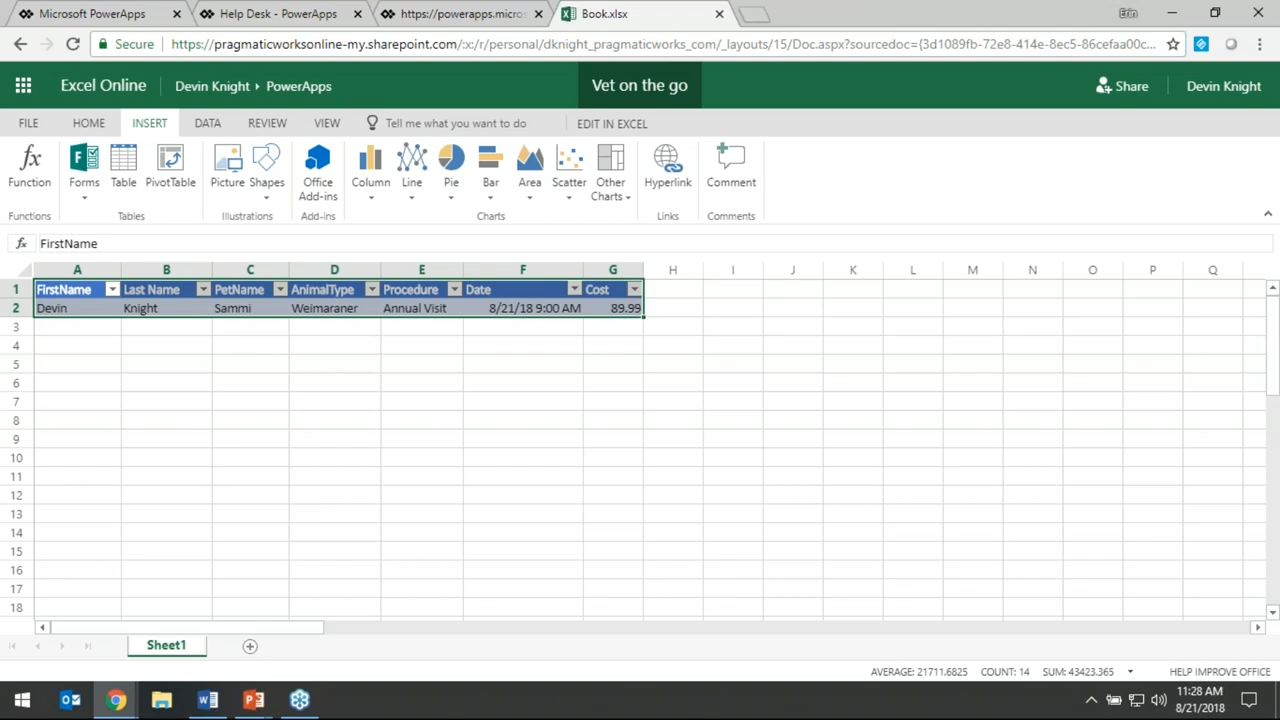 Microsoft PowerApps
Help Desk - PowerApps
https://powerapps.micros
Book.xlsx
Erin
Secure
https://pragmaticworksonline-my.sharepoint.com/:x:/r/personal/dknight_pragmaticworks_com/_layouts/15/Doc.aspx?sourcedoc={3d1089fb-72e8-414e-8ec5-86cefaa00c...
Excel Online
Devin Knight
PowerApps
Vet on the go
Share
Devin Knight
FILE HOME INSERT DATA REVIEW VIEW Tell me what you want to do EDIT IN EXCEL
Function Forms Table PivotTable Picture Shapes Office Add-ins Column Line Pie Bar Area Scatter Other Charts Hyperlink Comment
Functions Tables Illustrations Add-ins Charts Links Comments
fx FirstName
A B C D E F G H I J K L M N O P Q
1 FirstName Last Name PetName AnimalType Procedure Date Cost
2 Devin Knight Sammi Weimaraner Annual Visit 8/21/18 9:00 AM 89.99
3
4
5
6
7
8
9
10
11
12
13
14
15
16
17
18
Sheet1
AVERAGE: 21711.6825 COUNT: 14 SUM: 43423.365 HELP IMPROVE OFFICE
11:28 AM
8/21/2018